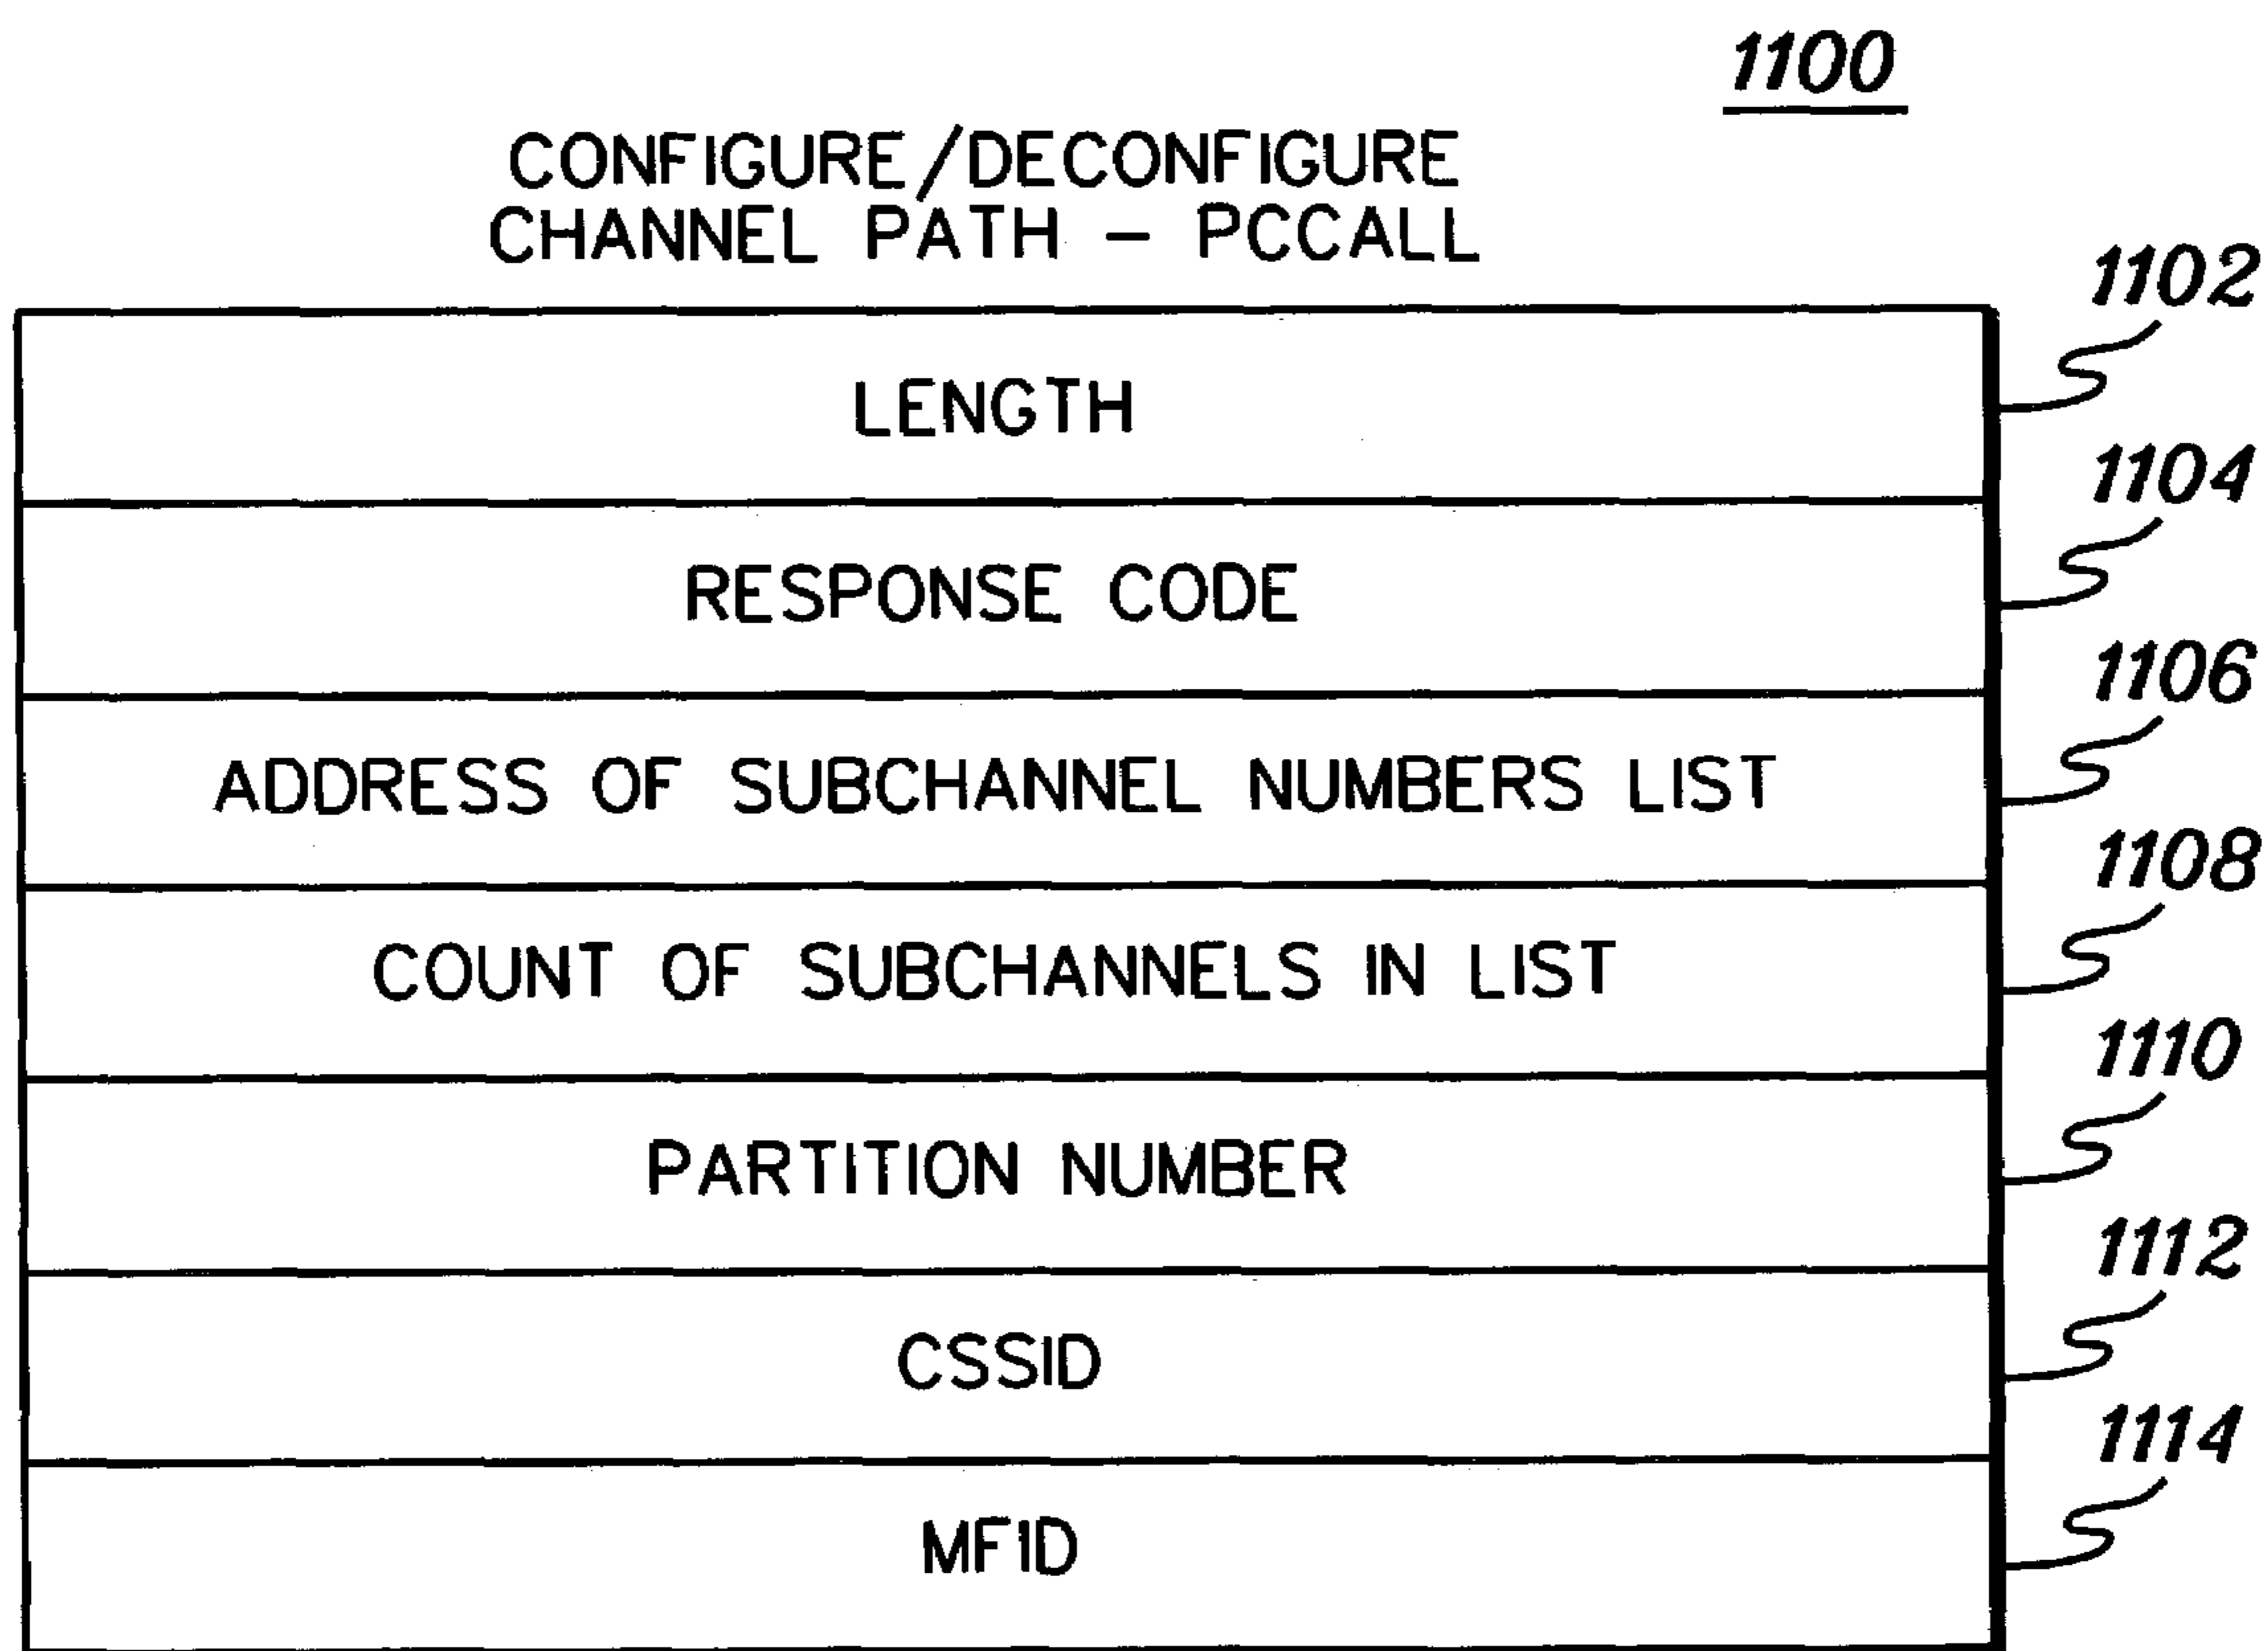 1100
CONFIGURE/DECONFIGURE
CHANNEL PATH - PCCALL
1102
LENGTH
1104
RESPONSE CODE
1106
ADDRESS OF SUBCHANNEL NUMBERS LIST
1108
COUNT OF SUBCHANNELS IN LIST
1110
PARTITION NUMBER
1112
CSSID
1114
MFID